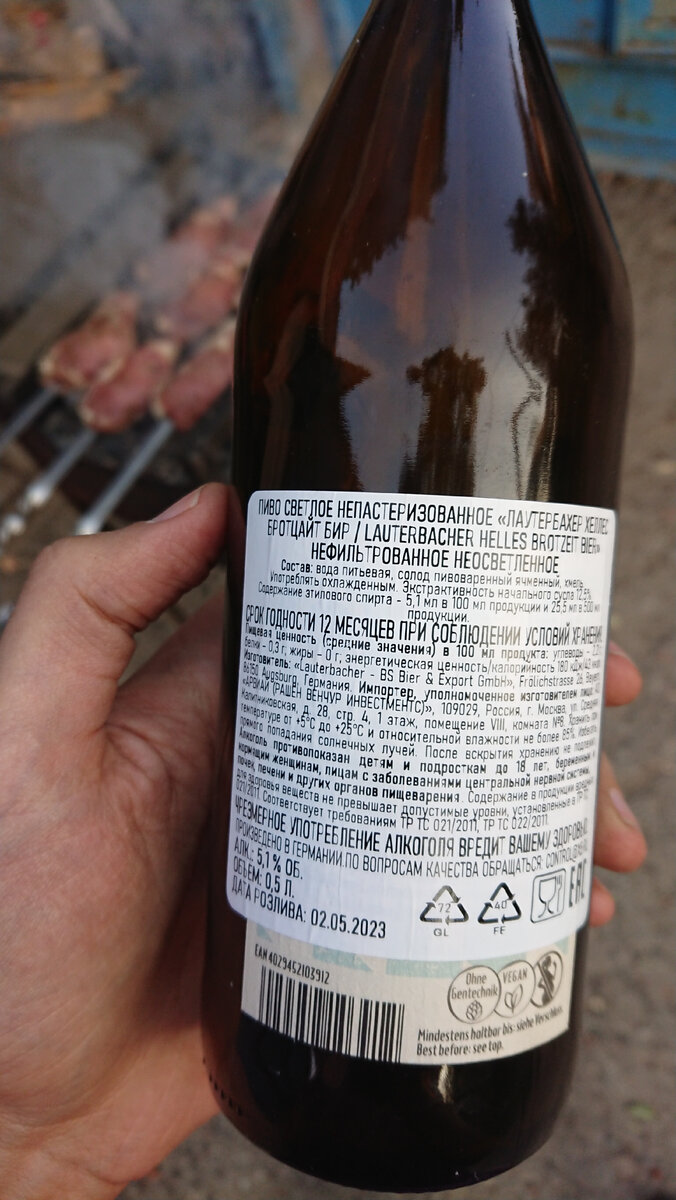 ПИВО СВЕТЛОЕ НЕПАСТЕРИЗОВАННОЕ «ЛАУТЕРБАХЕР ХЕЛЛЕС
БРОТЦАЙТ БИР / LAUTERBACHER HELLES BROTZEIT BIER»
НЕФИЛЬТРОВАННОЕ НЕОСВЕТЛЕННОЕ
Состав: вода питьевая, солод пивоваренный ячменный, хмель.
Употреблять охлажденным. Экстрактивность начального сусла 12,5%.
Содержание этилового спирта - 5,1 мл в 100 мл продукции и 25,5 мл в 500 мл
продукции.
СРОК ГОДНОСТИ 12 МЕСЯЦЕВ ПРИ СОБЛЮДЕНИИ УСЛОВИЙ ХРАНЕНИЯ
Пищевая ценность (средние значения) в 100 мл продукта: углеводы -
белки - 0,3 г; жиры - 0 г; энергетическая ценность/калорийность 180 кДж/42 ккал
Изготовитель: «Lauterbacher - BS Bier & Export GmbH», Frölichstrasse 26,
86150 Augsburg, Германия. Импортер, уполномоченное изготовителем лицо:
«АРВИАЙ (РАШЕН ВЕНЧУР ИНВЕСТМЕНТС)», 109029, Россия, г. Москва, ул. Средняя
Калитниковская, д. 28, стр. 4, 1 этаж, помещение VIII, комната №8. Хранить при
температуре от +5°C до +25°C и относительной влажности не более 85%.
прямого попадания солнечных лучей. После вскрытия хранению не подлежит.
Алкоголь противопоказан детям и подросткам до 18 лет, беременным и
кормящим женщинам, лицам с заболеваниями центральной нервной системы,
почек, печени и других органов пищеварения. Содержание в продукции вредных
для здоровья веществ не превышает допустимые уровни, установленные в ТР ТС
021/2011. Соответствует требованиям ТР ТС 021/2011, ТР ТС 022/2011.
ЧРЕЗМЕРНОЕ УПОТРЕБЛЕНИЕ АЛКОГОЛЯ ВРЕДИТ ВАШЕМУ ЗДОРОВЬЮ
ПРОИЗВЕДЕНО В ГЕРМАНИИ. ПО ВОПРОСАМ КАЧЕСТВА ОБРАЩАТЬСЯ:
АЛК.: 5,1 % ОБ.
ОБЪЕМ: 0,5 Л.
ДАТА РОЗЛИВА: 02.05.2023
72
GL
40
FE
EAC
EAN 4029452103912
Ohne
Gentechnik
VEGAN
Mindestens haltbar bis: siehe Verschluss.
Best before: see top.